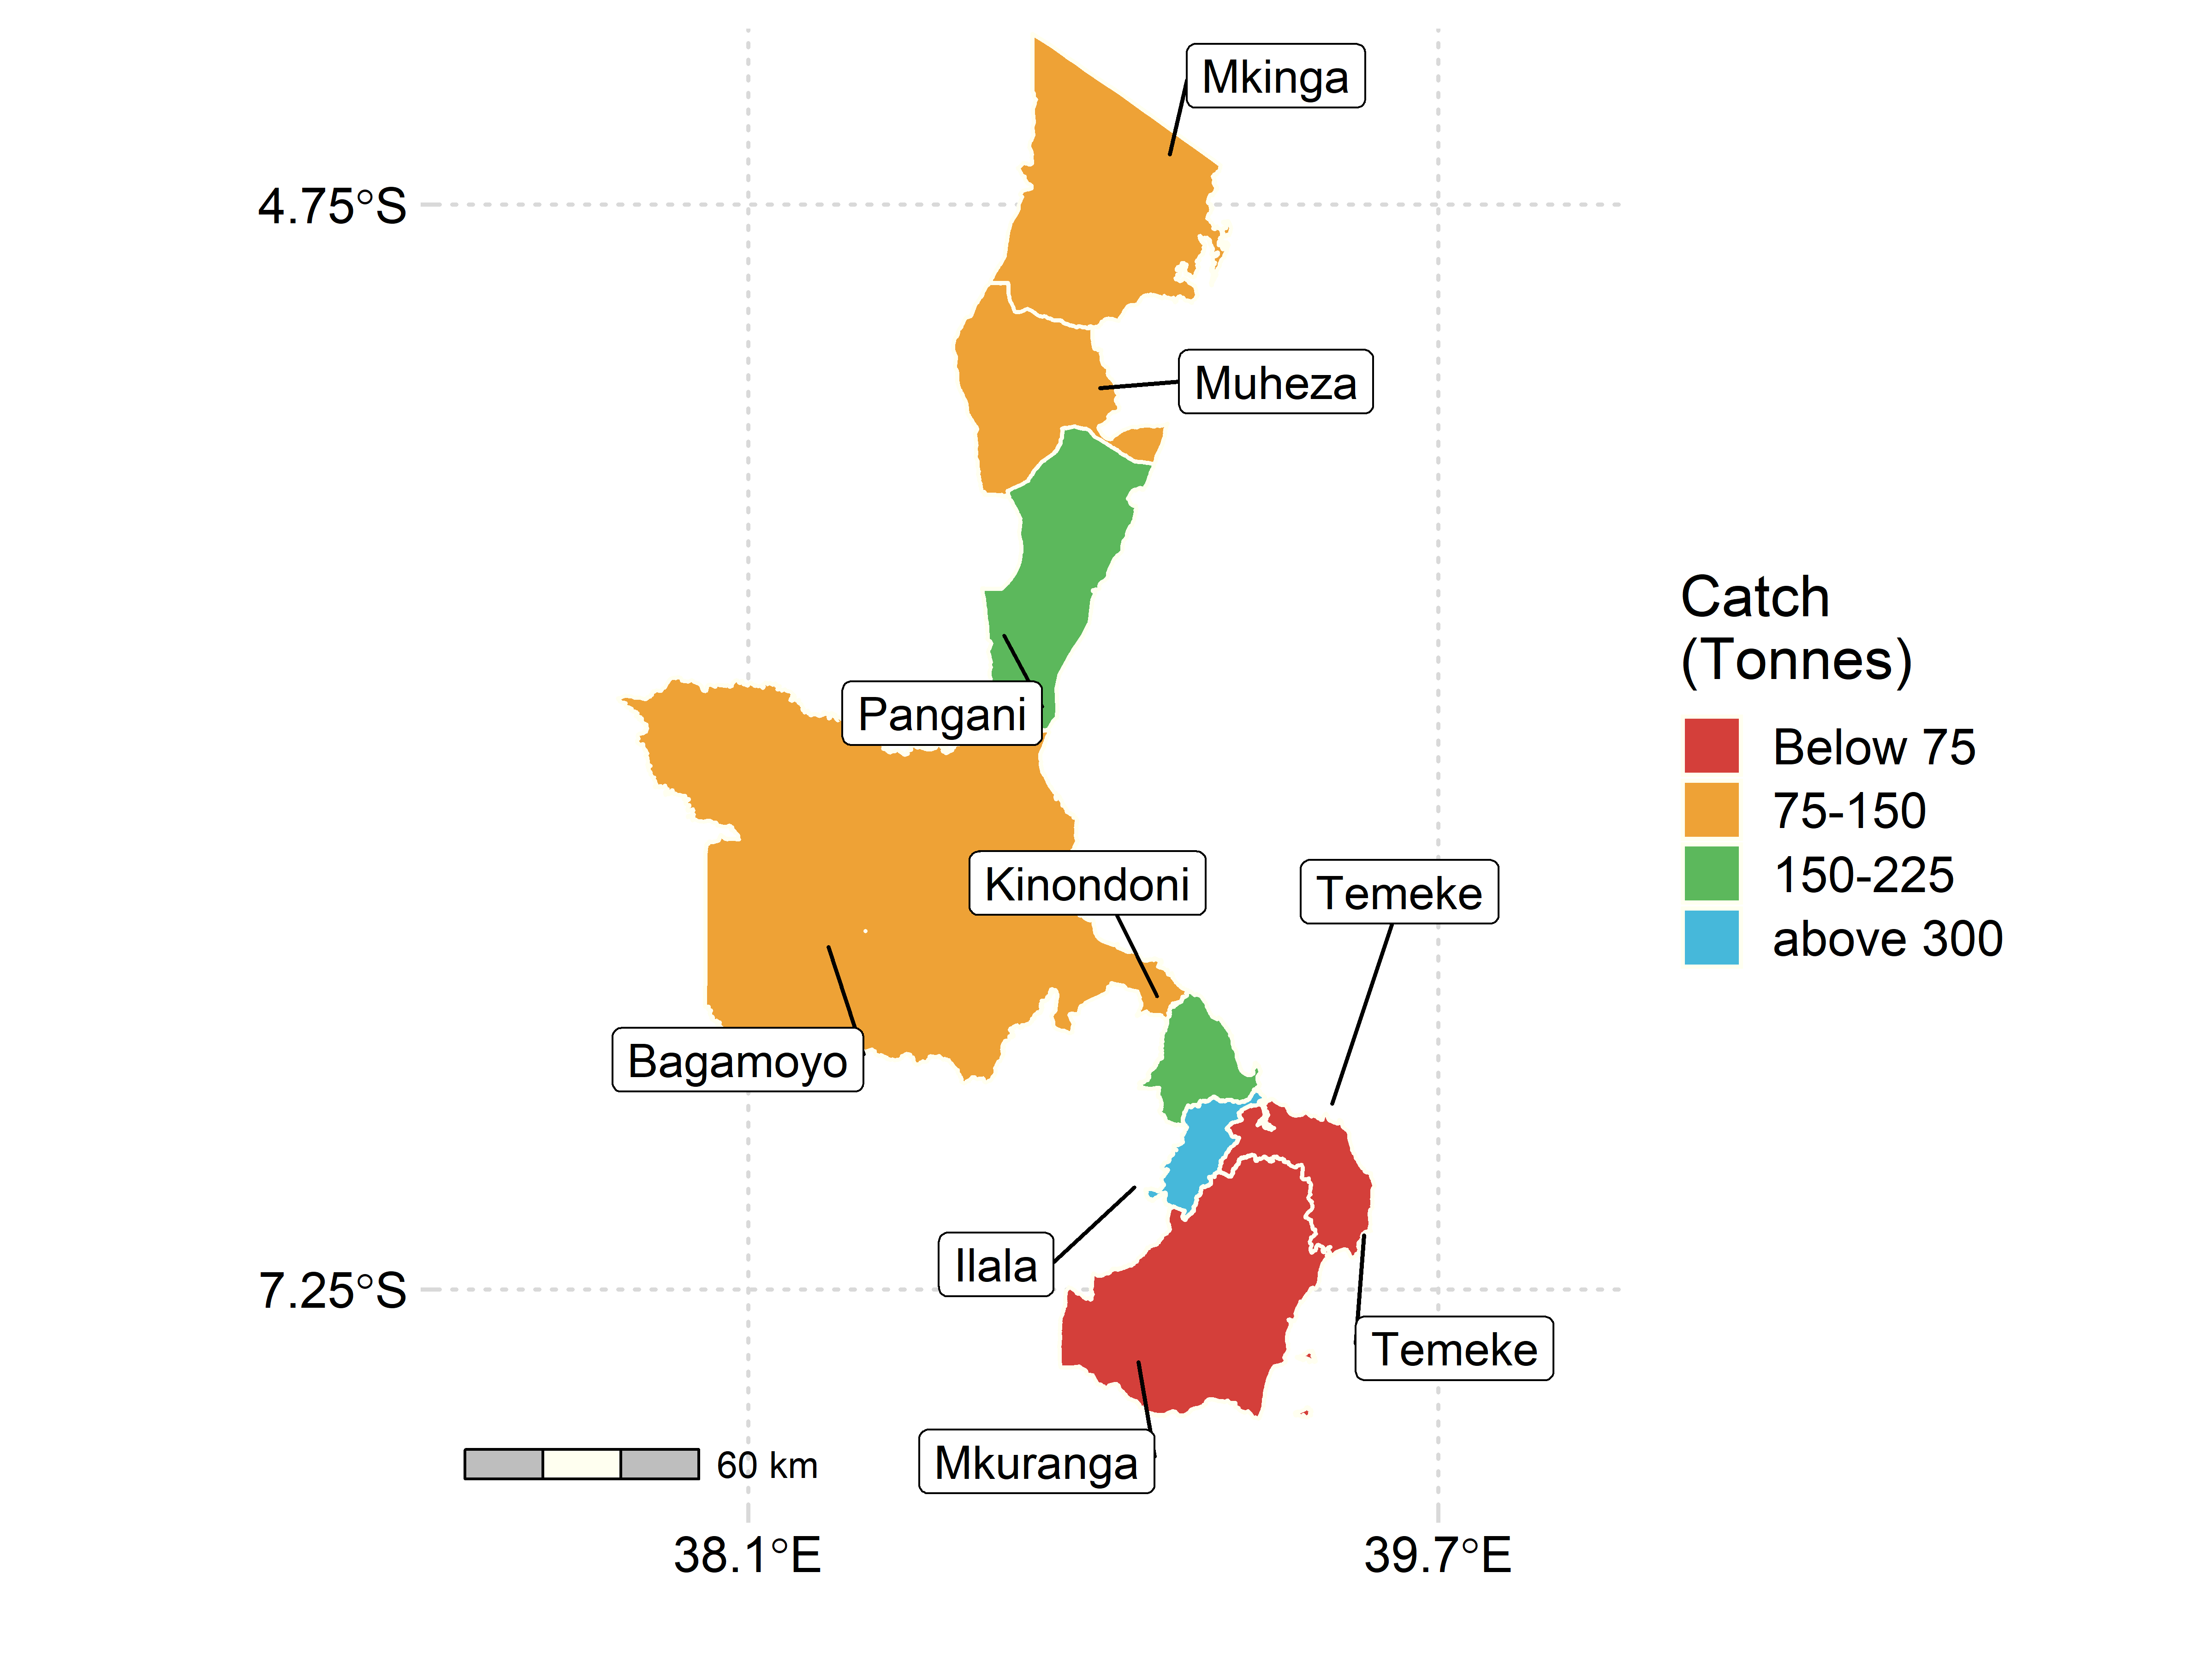 Mkinga
4.75°S
Muheza
Catch
(Tonnes)
Below 75
75-150
150-225
above 300
Pangani
Kinondoni
Temeke
Bagamoyo
Ilala
7.25°S
Temeke
Mkuranga
60 km
38.1°E
39.7°E